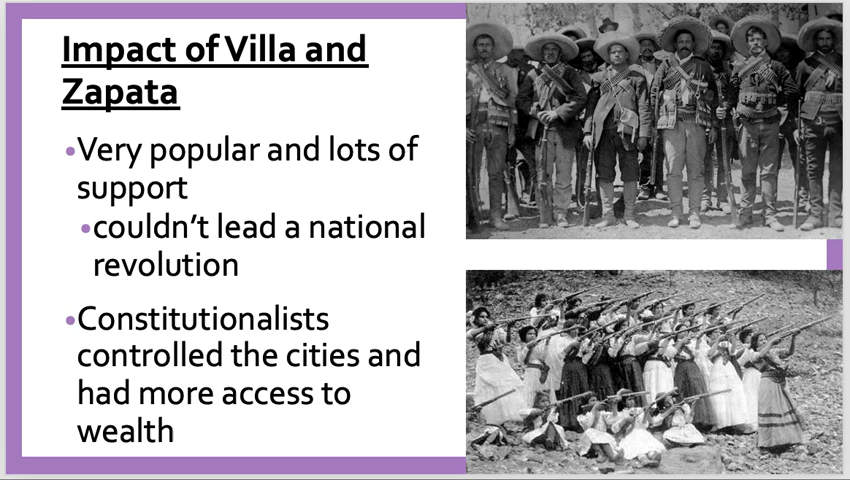 Impact of Villa and
Zapata
•Very popular and lots of
support
•couldn't lead a national
revolution
•Constitutionalists
controlled the cities and
had more access to
wealth